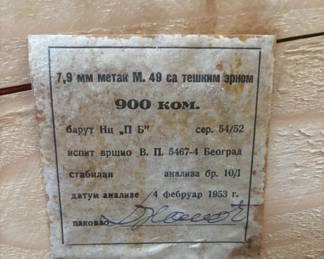 7,9 мм метак М. 49 са тешким зрном
900 ком.
барут Нц „П Б" сер. 54/52
испит вршио В. П. 5467-4 Београд
стабилан анализа бр. 10/I
датум анализе 4 фебруар 1953 г.
паковао